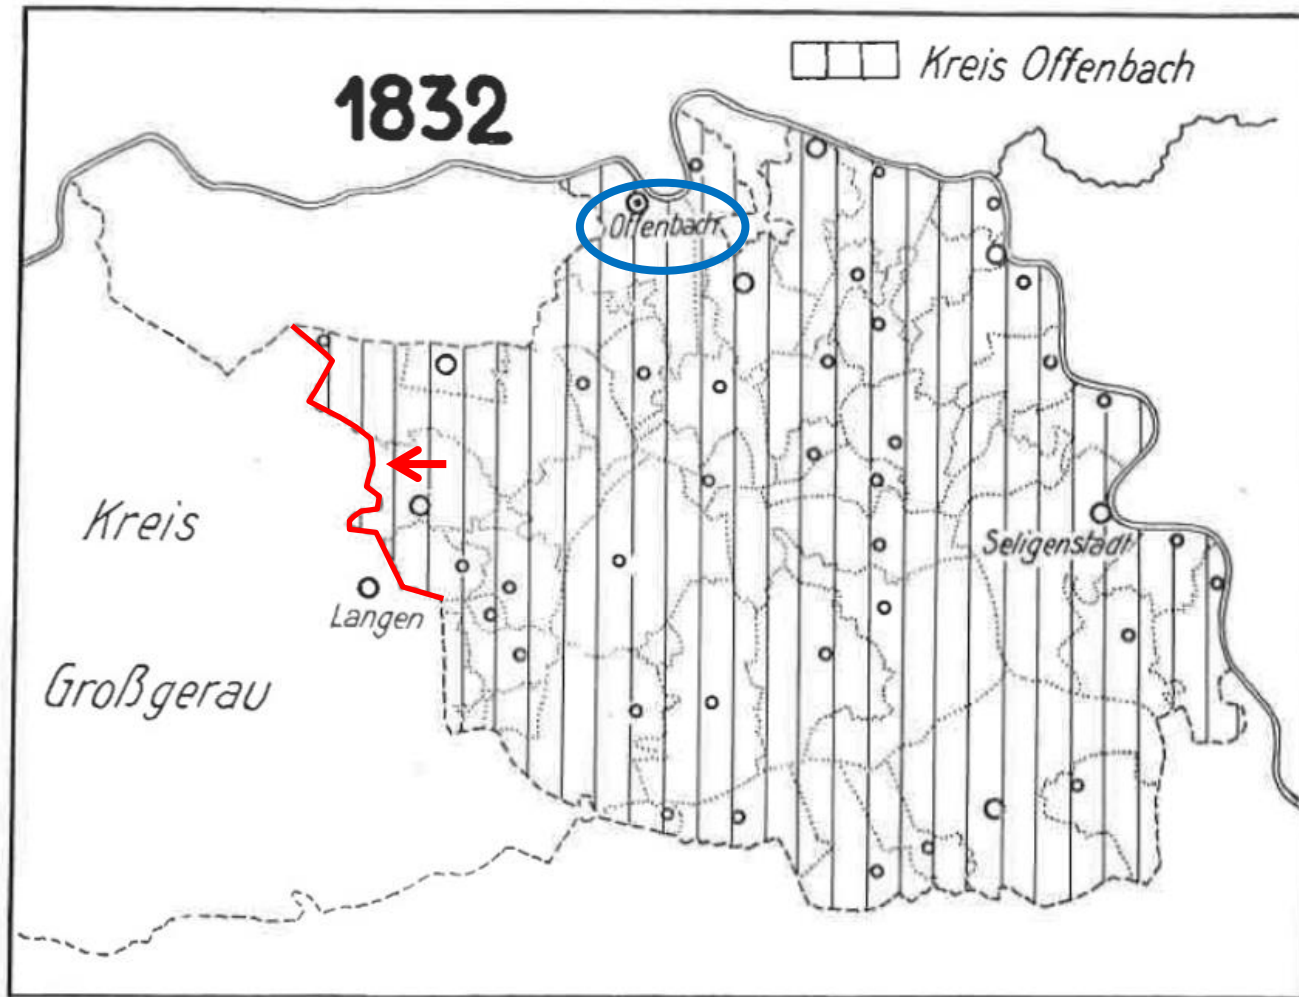 Kreis Offenbach
1832
Offenbach
Kreis
Seligenstadt
Langen
Großgerau